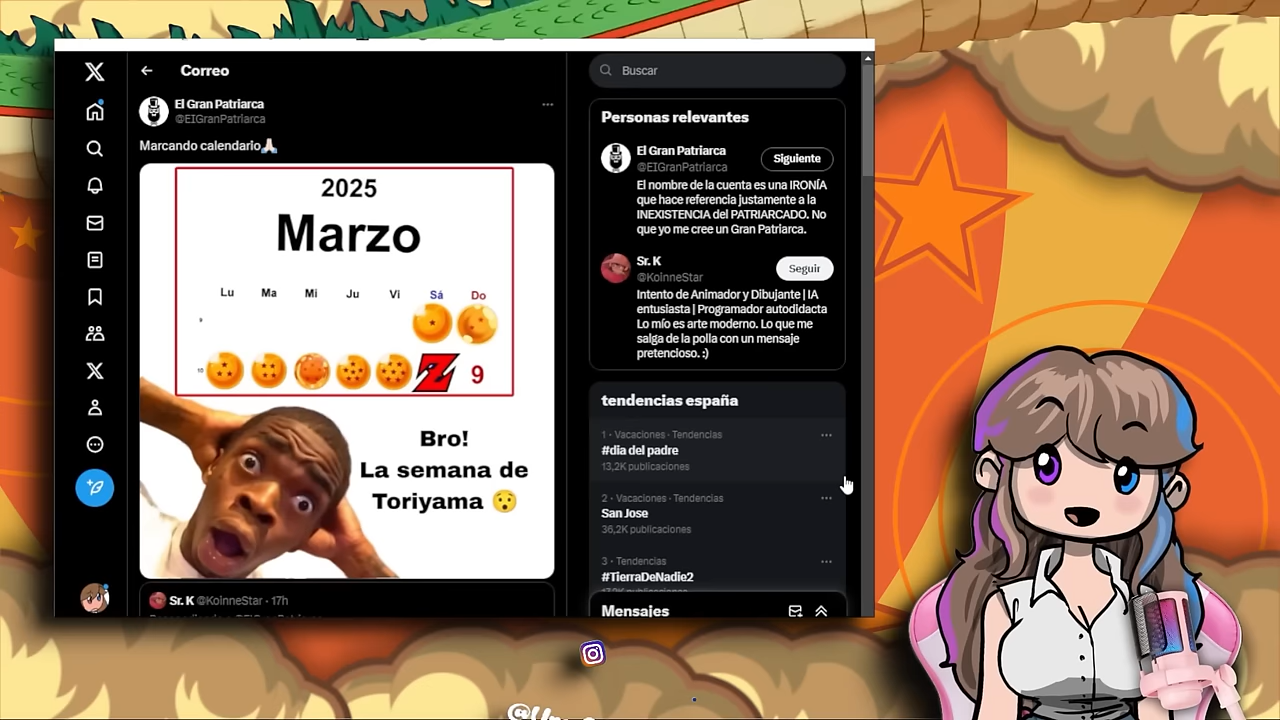 Correo
El Gran Patriarca
@ElGranPatriarca
Marcando calendario🙏🏻
2025
Marzo
Lu Ma Mi Ju Vi Sá Do
9
10
Z 9
Bro!
La semana de
Toriyama 😯
Sr. K @KoinneStar · 17h
Buscar
Personas relevantes
El Gran Patriarca
@ElGranPatriarca
Siguiente
El nombre de la cuenta es una IRONÍA
que hace referencia justamente a la
INEXISTENCIA del PATRIARCADO. No
que yo me cree un Gran Patriarca.
Sr. K
@KoinneStar
Seguir
Intento de Animador y Dibujante | IA
entusiasta | Programador autodidacta
Lo mío es arte moderno. Lo que me
salga de la polla con un mensaje
pretencioso. :)
tendencias españa
1 · Vacaciones · Tendencias
#dia del padre
13,2K publicaciones
2 · Vacaciones · Tendencias
San Jose
36,2K publicaciones
3 · Tendencias
#TierraDeNadie2
Mensajes